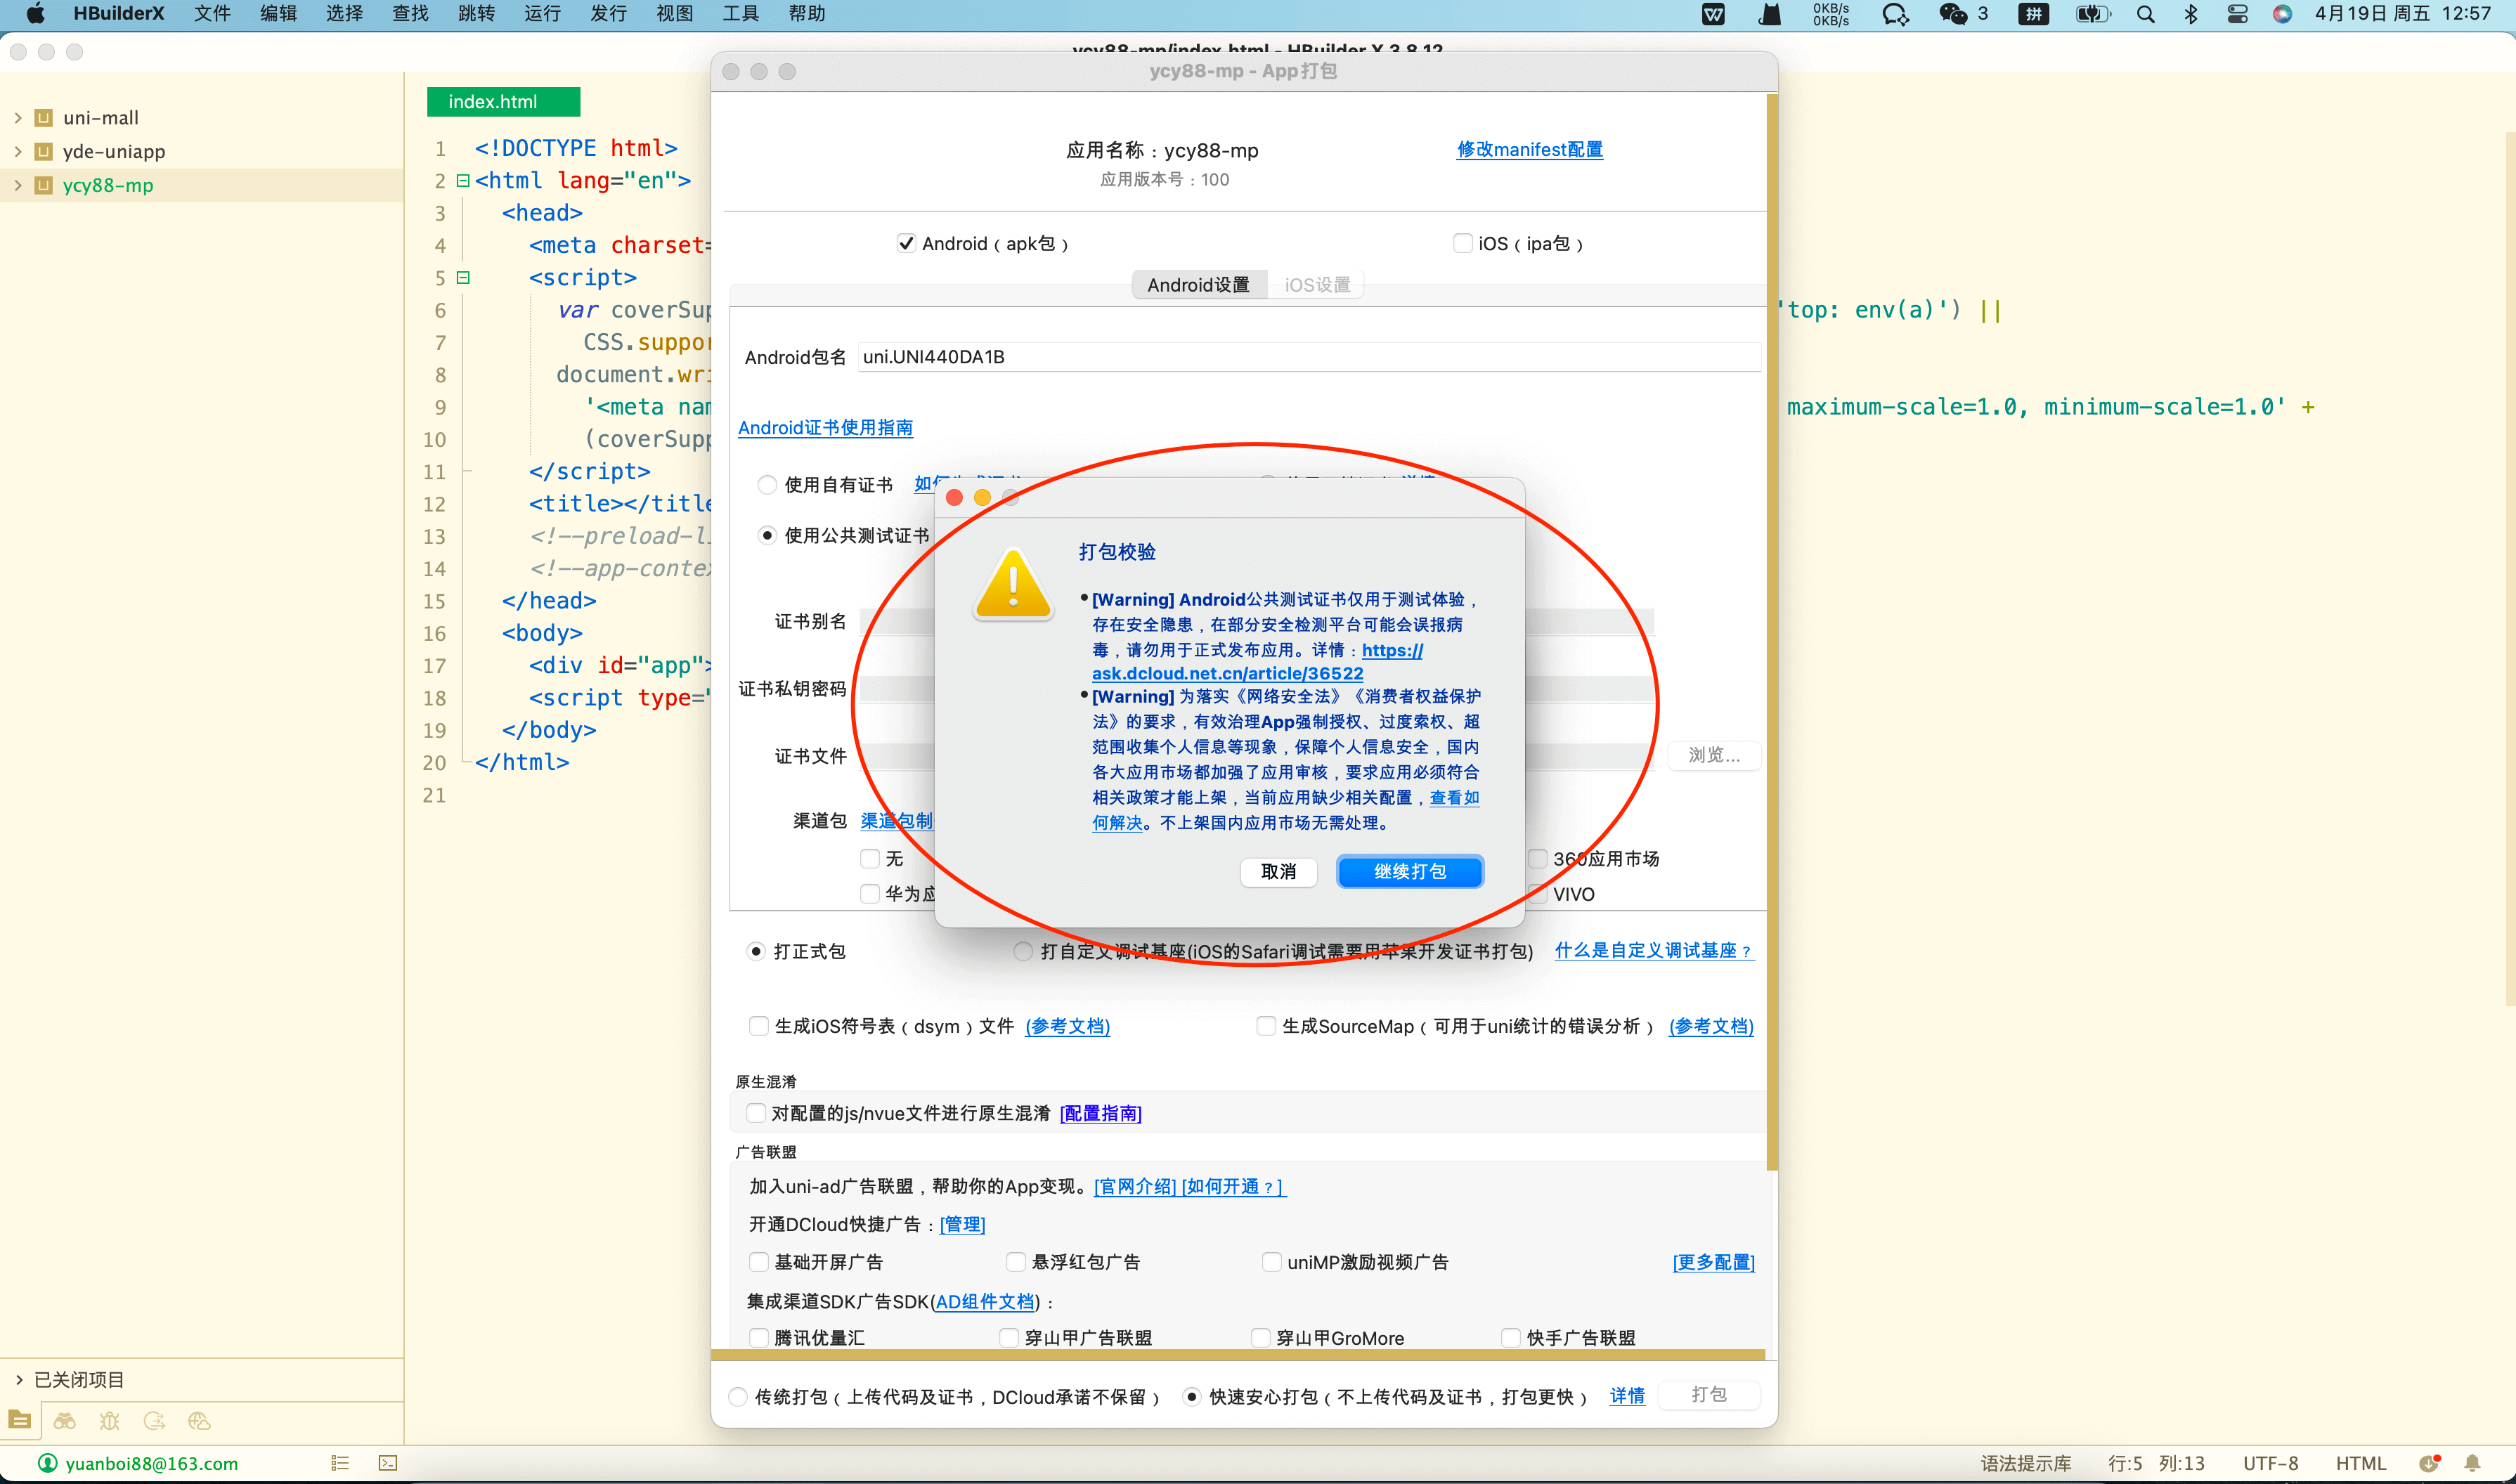 HBuilderX 文件 编辑 选择 查找 跳转 运行 发行 视图 工具 帮助
0KB/s
0KB/s
3
拼
4月19日 周五 12:57
ycy88-mp/index.html - HBuilder X 3.8.12
ycy88-mp - App打包
uni-mall
yde-uniapp
ycy88-mp
index.html
1 <!DOCTYPE html>
2 <html lang="en">
3 <head>
4 <meta charset=
5 <script>
6 var coverSup
'top: env(a)') ||
7 CSS.suppor
8 document.wri
9 '<meta nam
maximum-scale=1.0, minimum-scale=1.0' +
10 (coverSupp
11 </script>
12 <title></title
13 <!--preload-li
14 <!--app-contex
15 </head>
16 <body>
17 <div id="app">
18 <script type="
19 </body>
20 </html>
21
应用名称：ycy88-mp
修改manifest配置
应用版本号：100
Android（apk包）
iOS（ipa包）
Android设置
iOS设置
Android包名 uni.UNI440DA1B
Android证书使用指南
使用自有证书
使用公共测试证书
证书别名
证书私钥密码
证书文件
浏览...
渠道包 渠道包制
无
360应用市场
华为应
VIVO
打包校验
[Warning] Android公共测试证书仅用于测试体验，
存在安全隐患，在部分安全检测平台可能会误报病
毒，请勿用于正式发布应用。详情：https://
ask.dcloud.net.cn/article/36522
[Warning] 为落实《网络安全法》《消费者权益保护
法》的要求，有效治理App强制授权、过度索权、超
范围收集个人信息等现象，保障个人信息安全，国内
各大应用市场都加强了应用审核，要求应用必须符合
相关政策才能上架，当前应用缺少相关配置，查看如
何解决。不上架国内应用市场无需处理。
取消
继续打包
打正式包
打自定义调试基座(iOS的Safari调试需要用苹果开发证书打包)
什么是自定义调试基座？
生成iOS符号表（dsym）文件 (参考文档)
生成SourceMap（可用于uni统计的错误分析） (参考文档)
原生混淆
对配置的js/nvue文件进行原生混淆 [配置指南]
广告联盟
加入uni-ad广告联盟，帮助你的App变现。[官网介绍] [如何开通？]
开通DCloud快捷广告：[管理]
基础开屏广告
悬浮红包广告
uniMP激励视频广告
[更多配置]
集成渠道SDK广告SDK(AD组件文档)：
腾讯优量汇
穿山甲广告联盟
穿山甲GroMore
快手广告联盟
传统打包（上传代码及证书，DCloud承诺不保留）
快速安心打包（不上传代码及证书，打包更快）
详情
打包
已关闭项目
yuanboi88@163.com
语法提示库 行:5 列:13 UTF-8 HTML